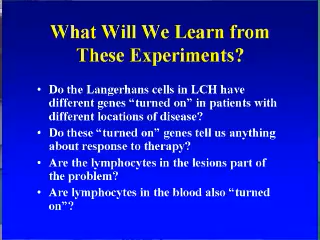 What Will We Learn from
These Experiments?
• Do the Langerhans cells in LCH have
different genes “turned on” in patients with
different locations of disease?
• Do these “turned on” genes tell us anything
about response to therapy?
• Are the lymphocytes in the lesions part of
the problem?
• Are lymphocytes in the blood also “turned
on”?